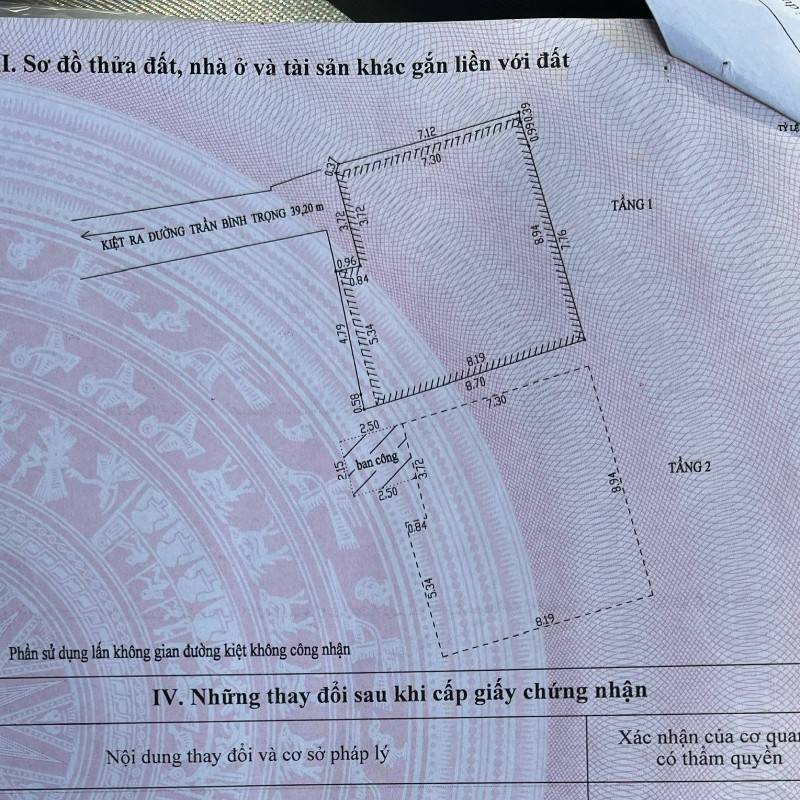 I. Sơ đồ thửa đất, nhà ở và tài sản khác gắn liền với đất
TỶ LỆ
7.12
0.39
0.99
7.30
0.37
TẦNG 1
KIỆT RA ĐƯỜNG TRẦN BÌNH TRỌNG 39,20 m
3.72
3.72
8.94
7.76
0.96
0.84
4.79
5.34
8.19
8.70
0.58
7.30
2.50
ban công
2.15
3.72
2.50
TẦNG 2
8.94
0.84
5.34
8.19
Phần sử dụng lấn không gian đường kiệt không công nhận
IV. Những thay đổi sau khi cấp giấy chứng nhận
Nội dung thay đổi và cơ sở pháp lý
Xác nhận của cơ quan
có thẩm quyền